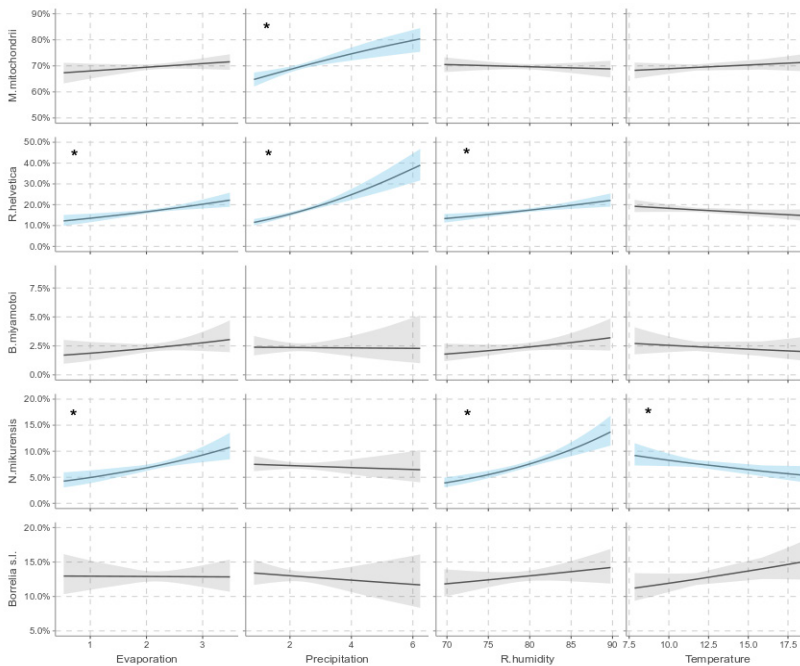 90%
*
80%
70%
60%
50%
M.mitochondrii
50.0%
* * *
40.0%
30.0%
20.0%
10.0%
0.0%
R.helvetica
7.5%
5.0%
2.5%
0.0%
B.miyamotoi
20.0%
* * *
15.0%
10.0%
5.0%
0.0%
N.mikurensis
20.0%
15.0%
10.0%
5.0%
Borrelia s.l.
1 2 3 2 4 6 70 75 80 85 90 7.5 10.0 12.5 15.0 17.5
Evaporation Precipitation R.humidity Temperature